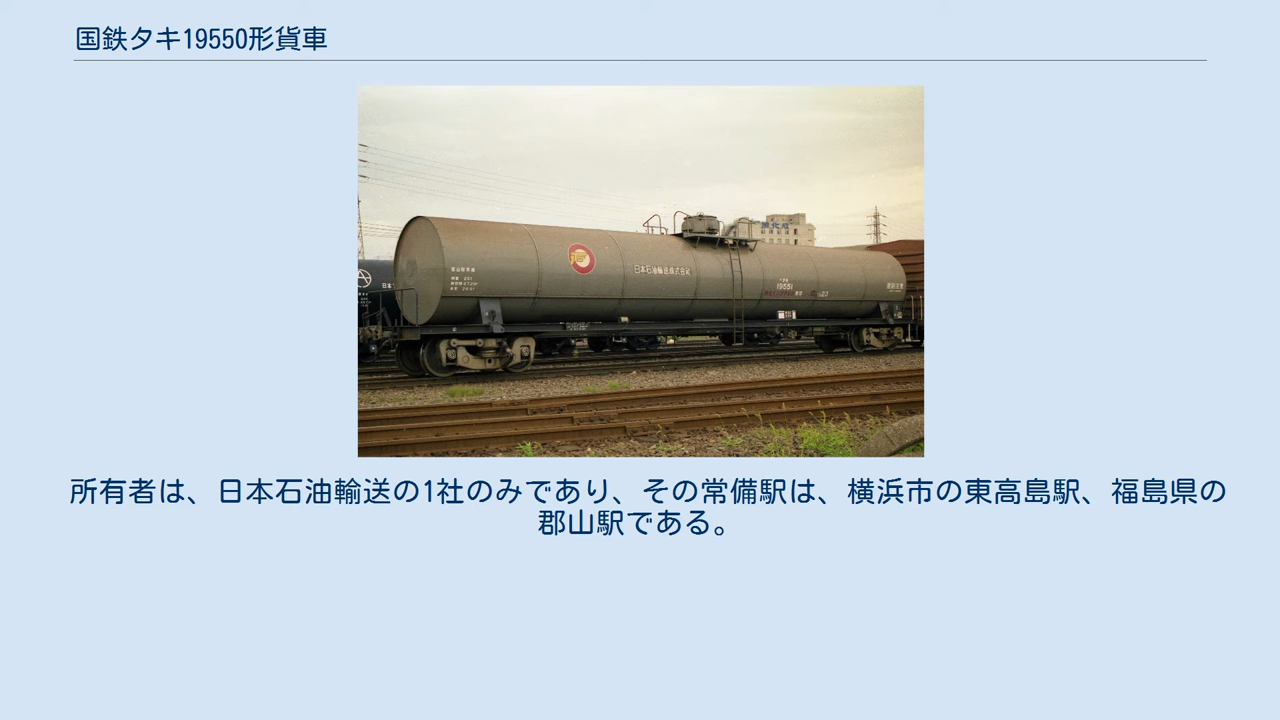 国鉄タキ19550形貨車
日本石油輸送株式会社
19551
所有者は、日本石油輸送の1社のみであり、その常備駅は、横浜市の東高島駅、福島県の
郡山駅である。